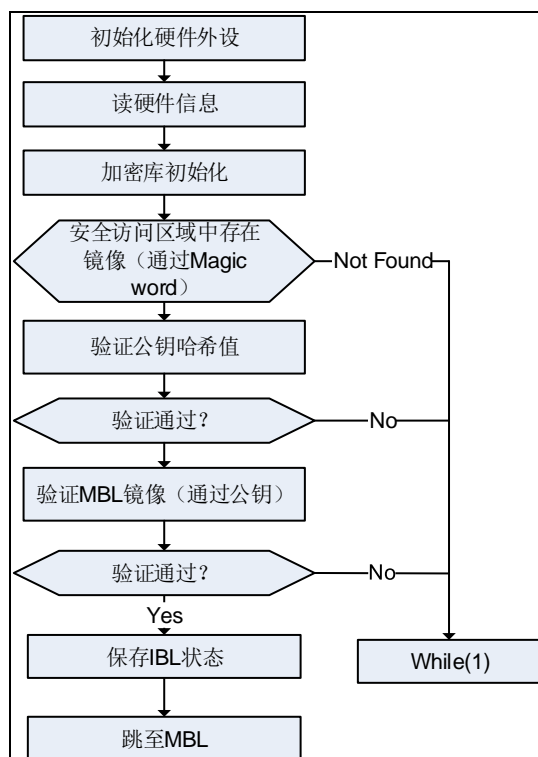 初始化硬件外设
读硬件信息
加密库初始化
安全访问区域中存在
镜像（通过Magic
word）
Not Found
验证公钥哈希值
验证通过？
No
验证MBL镜像（通过公钥）
验证通过？
No
Yes
保存IBL状态
While(1)
跳至MBL